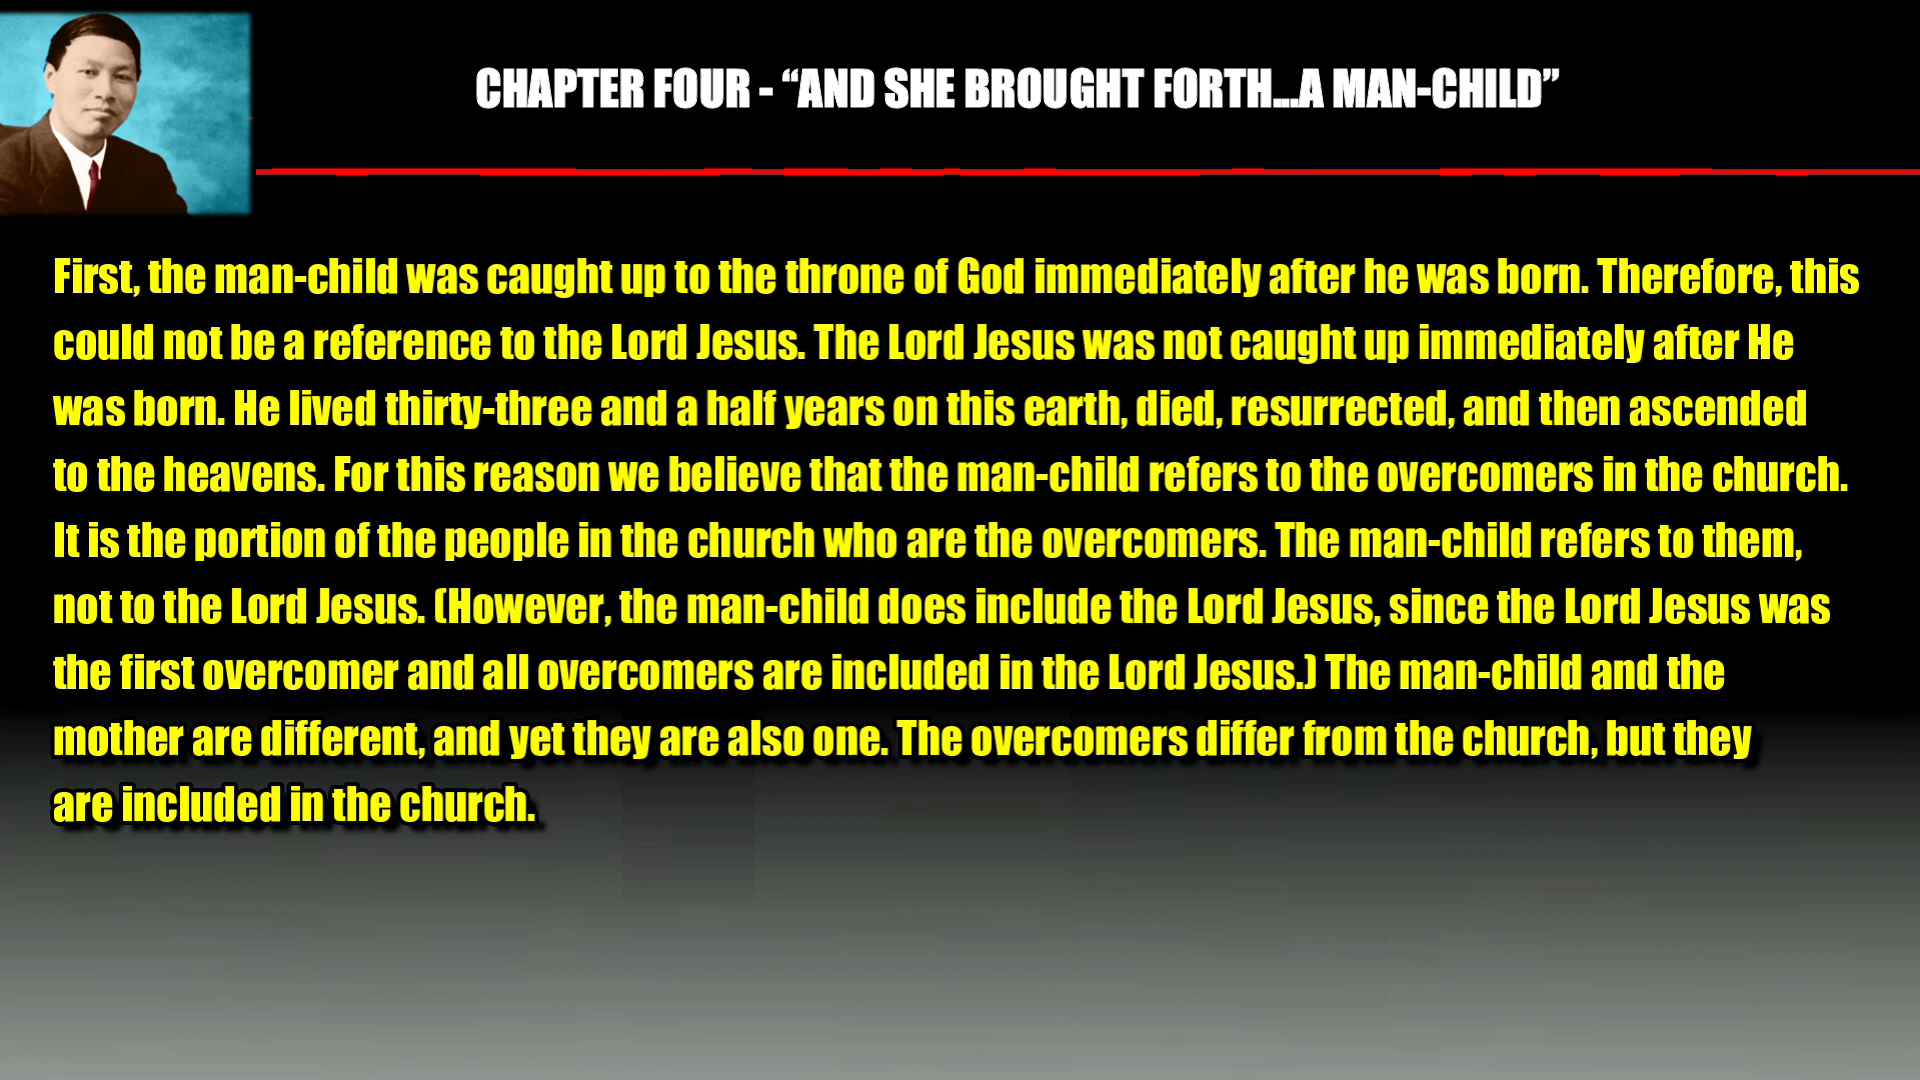 CHAPTER FOUR - “AND SHE BROUGHT FORTH...A MAN-CHILD”
First, the man-child was caught up to the throne of God immediately after he was born. Therefore, this
could not be a reference to the Lord Jesus. The Lord Jesus was not caught up immediately after He
was born. He lived thirty-three and a half years on this earth, died, resurrected, and then ascended
to the heavens. For this reason we believe that the man-child refers to the overcomers in the church.
It is the portion of the people in the church who are the overcomers. The man-child refers to them,
not to the Lord Jesus. (However, the man-child does include the Lord Jesus, since the Lord Jesus was
the first overcomer and all overcomers are included in the Lord Jesus.) The man-child and the
mother are different, and yet they are also one. The overcomers differ from the church, but they
are included in the church.